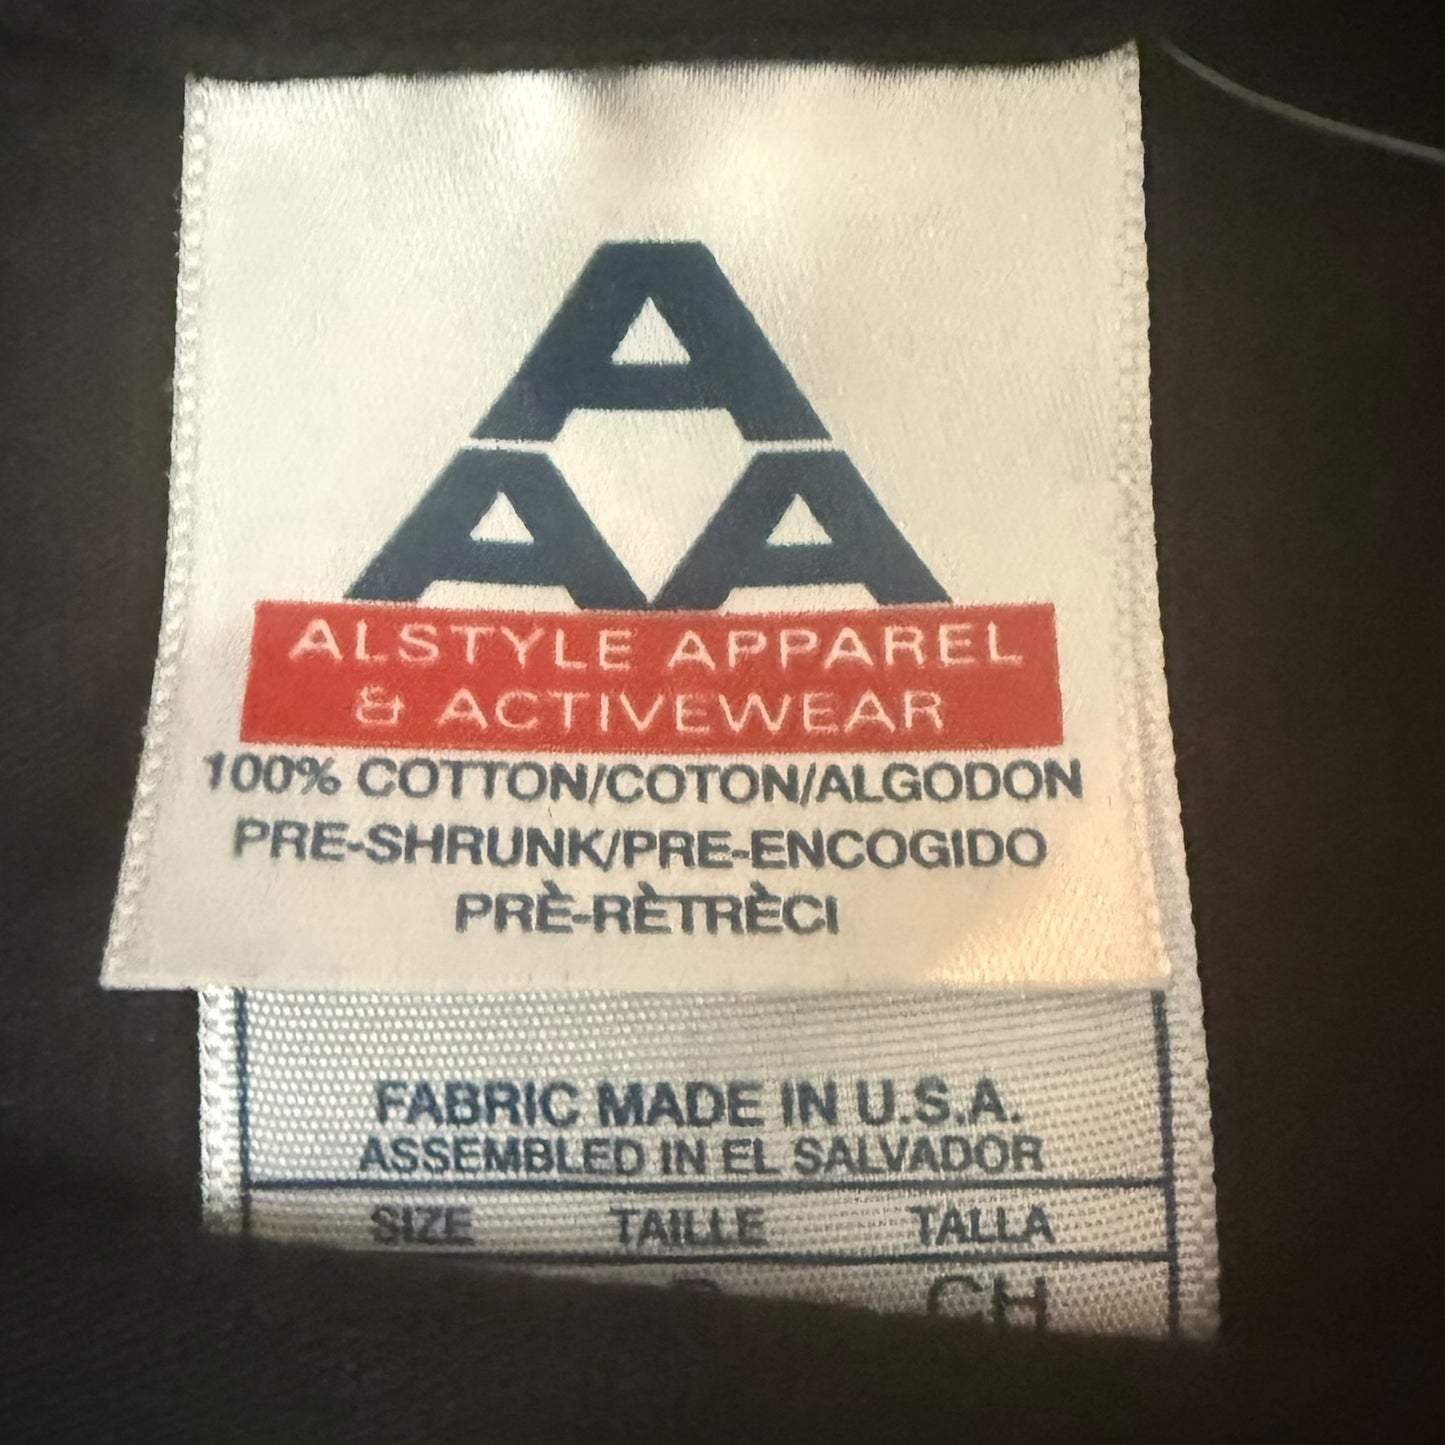 A
A A
ALSTYLE APPAREL
& ACTIVEWEAR
100% COTTON/COTON/ALGODON
PRE-SHRUNK/PRE-ENCOGIDO
PRÈ-RÈTRÈCI
FABRIC MADE IN U.S.A.
ASSEMBLED IN EL SALVADOR
SIZE TAILLE TALLA
CH